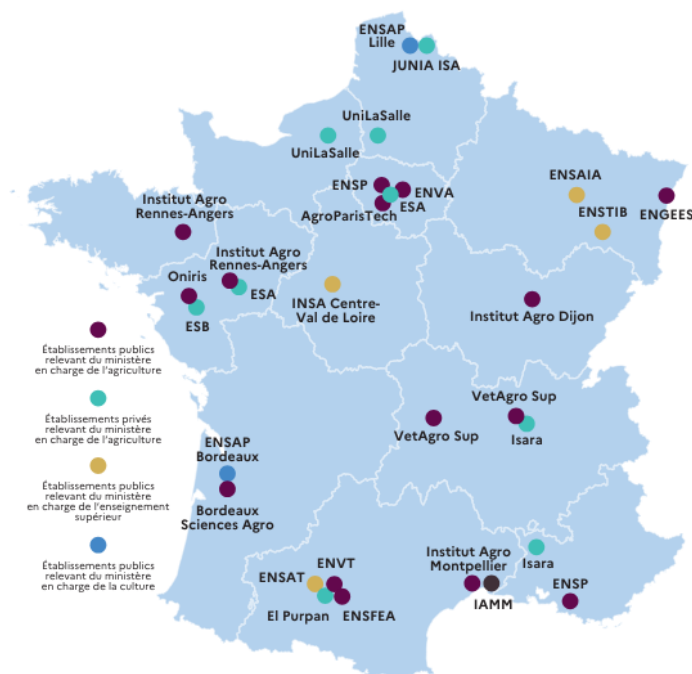 ENSAP
Lille
JUNIA ISA
UniLaSalle
UniLaSalle
ENSP
ENVA
ESA
AgroParisTech
ENSAIA
ENSTIB
ENGEES
Institut Agro
Rennes-Angers
Institut Agro
Rennes-Angers
Oniris
ESA
ESB
INSA Centre-
Val de Loire
Institut Agro Dijon
Établissements publics
relevant du ministère
en charge de l'agriculture
Établissements privés
relevant du ministère
en charge de l'agriculture
Établissements publics
relevant du ministère
en charge de l'enseignement
supérieur
Établissements publics
relevant du ministère
en charge de la culture
VetAgro Sup
VetAgro Sup
Isara
ENSAP
Bordeaux
Bordeaux
Sciences Agro
ENVT
ENSAT
El Purpan
ENSFEA
Institut Agro
Montpellier
IAMM
Isara
ENSP